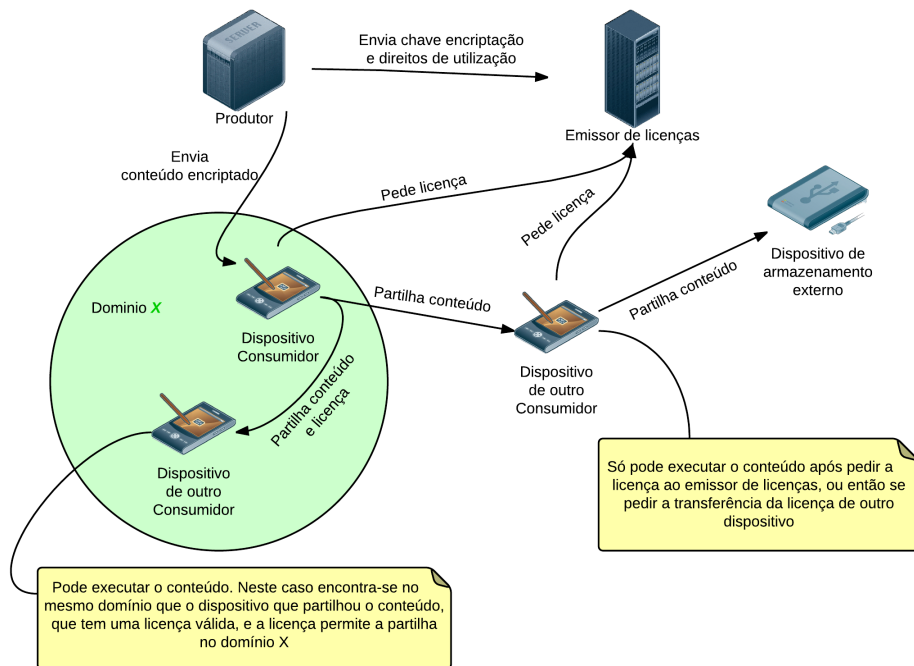 SERVER
Envia chave encriptação
e direitos de utilização
Produtor
Emissor de licenças
Envia
conteúdo encriptado
Pede licença
Pede licença
Dispositivo de
armazenamento
externo
Dominio X
Partilha conteúdo
Partilha conteúdo
Dispositivo
Consumidor
Dispositivo
de outro
Consumidor
Partilha conteúdo
e licença
Dispositivo
de outro
Consumidor
Só pode executar o conteúdo após pedir a
licença ao emissor de licenças, ou então se
pedir a transferência da licença de outro
dispositivo
Pode executar o conteúdo. Neste caso encontra-se no
mesmo domínio que o dispositivo que partilhou o conteúdo,
que tem uma licença válida, e a licença permite a partilha
no domínio X